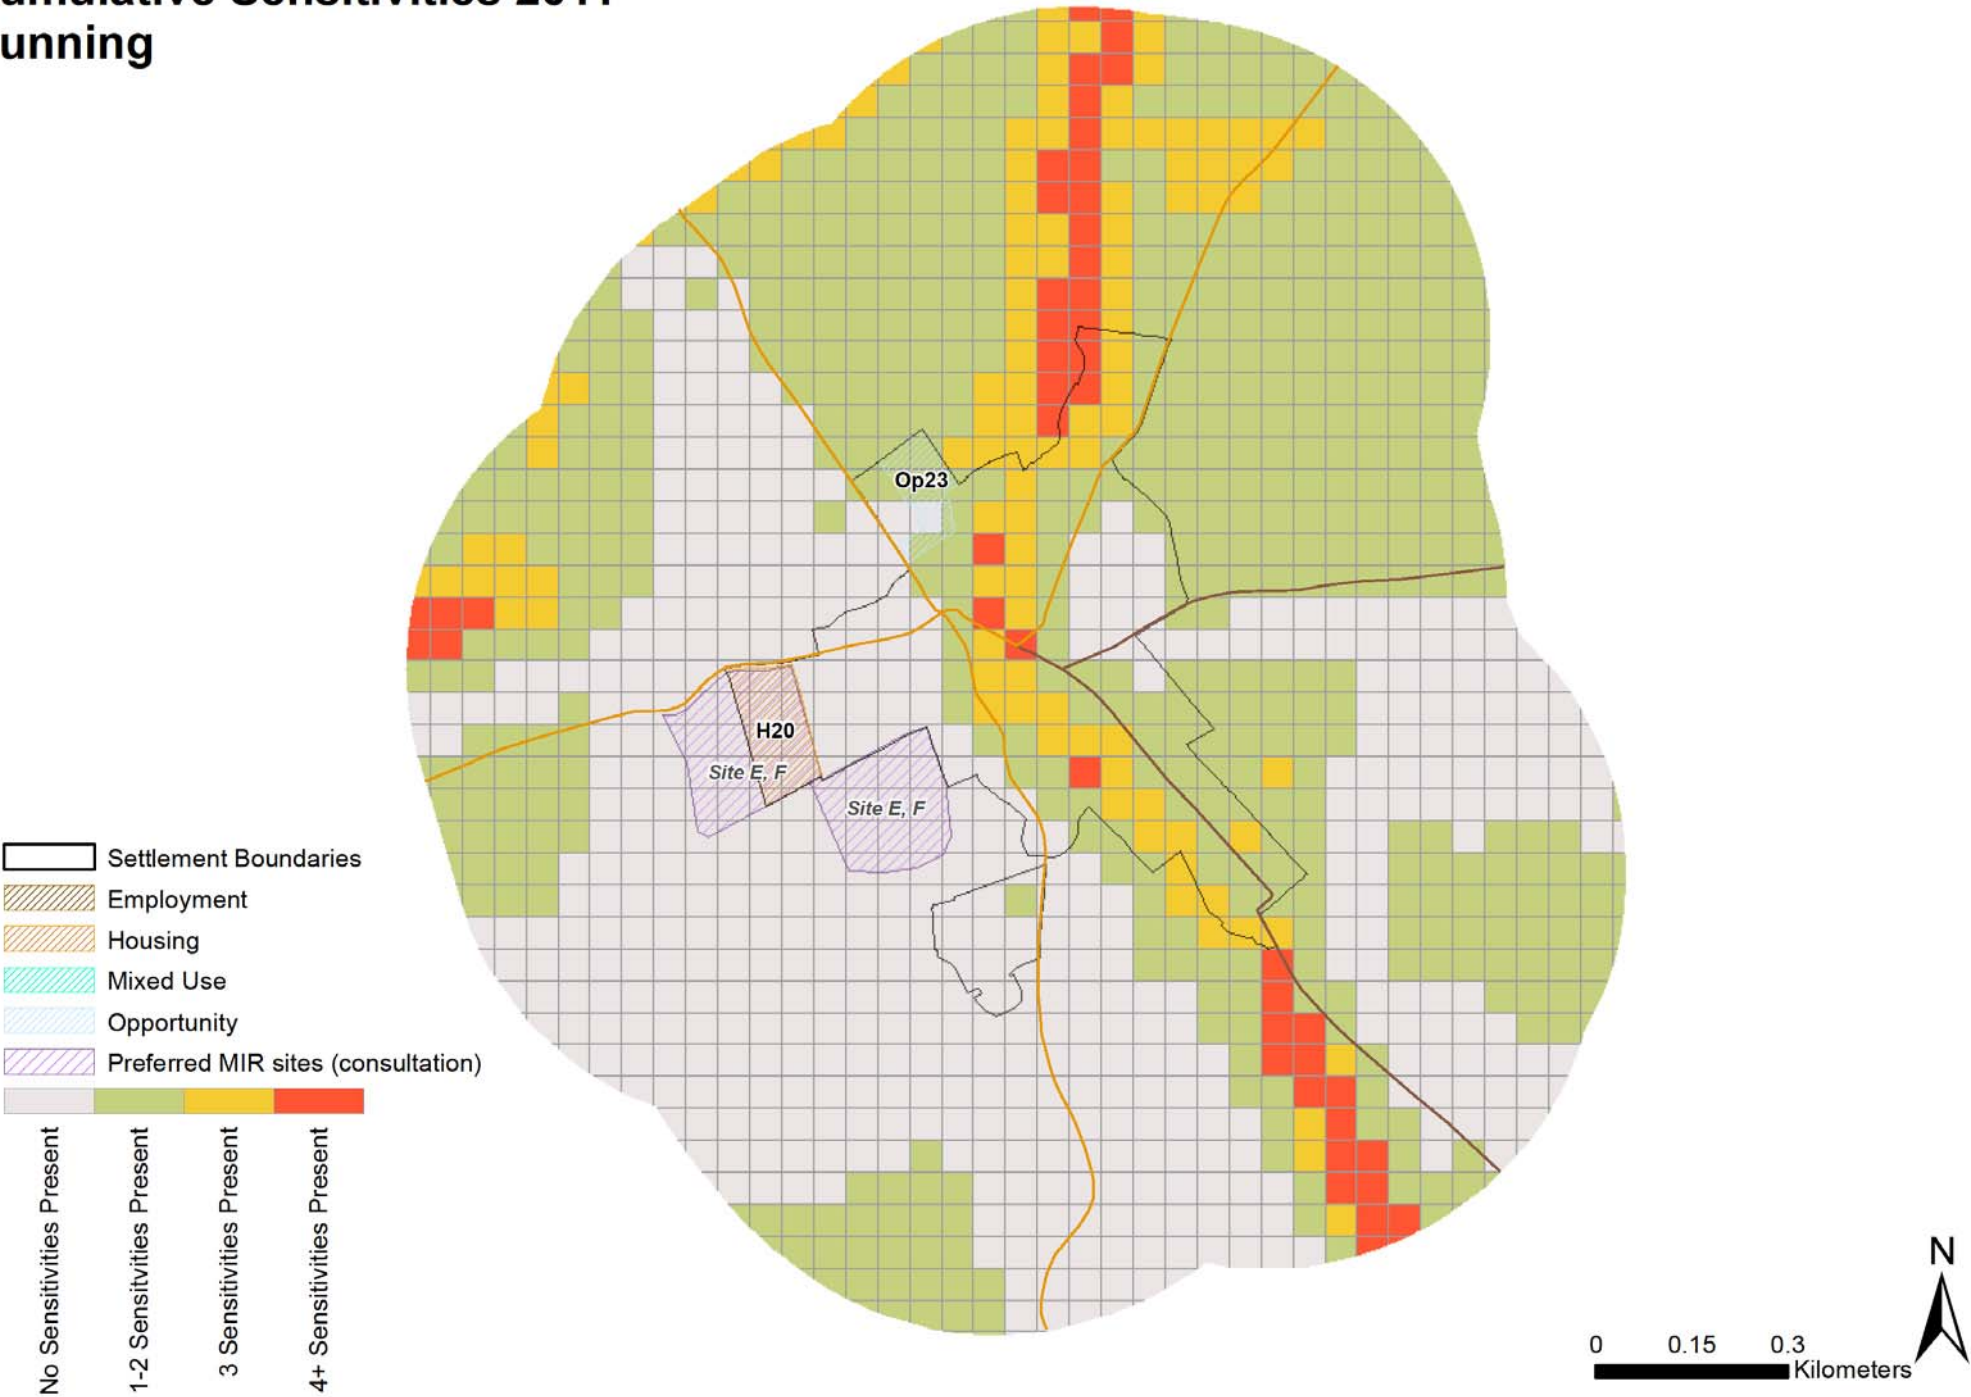 unning
Op23
H20
Site E, F
Site E, F
Settlement Boundaries
Employment
Housing
Mixed Use
Opportunity
Preferred MIR sites (consultation)
No Sensitivities Present
1-2 Sensitvities Present
3 Sensitivities Present
4+ Sensitivities Present
N
0 0.15 0.3
Kilometers